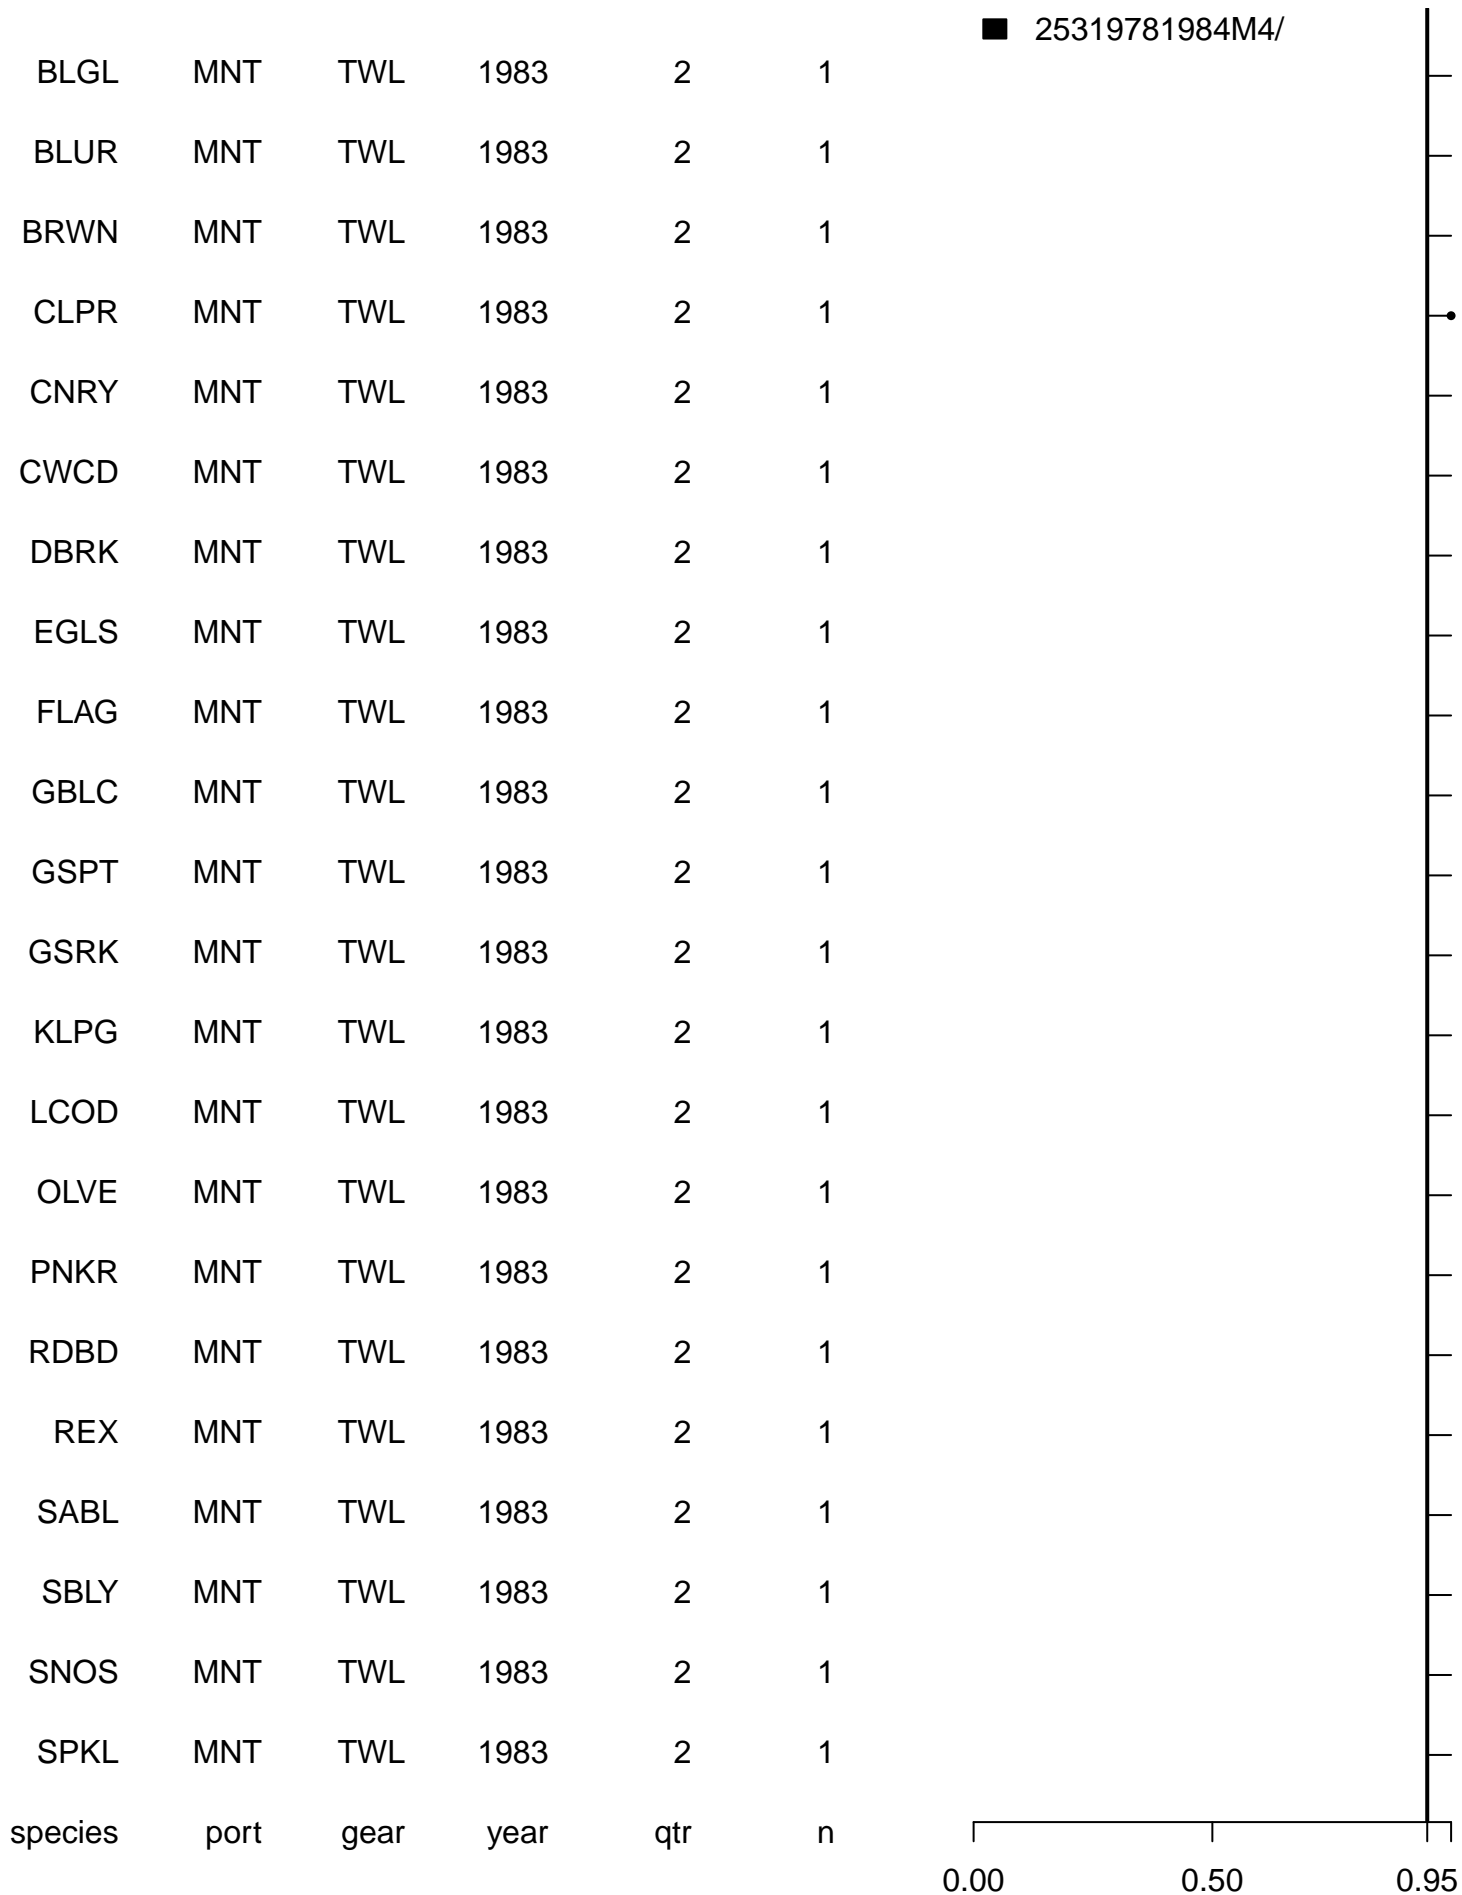 25319781984M4/
BLGL MNT TWL 1983 2 1
BLUR MNT TWL 1983 2 1
BRWN MNT TWL 1983 2 1
CLPR MNT TWL 1983 2 1
CNRY MNT TWL 1983 2 1
CWCD MNT TWL 1983 2 1
DBRK MNT TWL 1983 2 1
EGLS MNT TWL 1983 2 1
FLAG MNT TWL 1983 2 1
GBLC MNT TWL 1983 2 1
GSPT MNT TWL 1983 2 1
GSRK MNT TWL 1983 2 1
KLPG MNT TWL 1983 2 1
LCOD MNT TWL 1983 2 1
OLVE MNT TWL 1983 2 1
PNKR MNT TWL 1983 2 1
RDBD MNT TWL 1983 2 1
REX MNT TWL 1983 2 1
SABL MNT TWL 1983 2 1
SBLY MNT TWL 1983 2 1
SNOS MNT TWL 1983 2 1
SPKL MNT TWL 1983 2 1
species port gear year qtr n
0.00 0.50 0.95